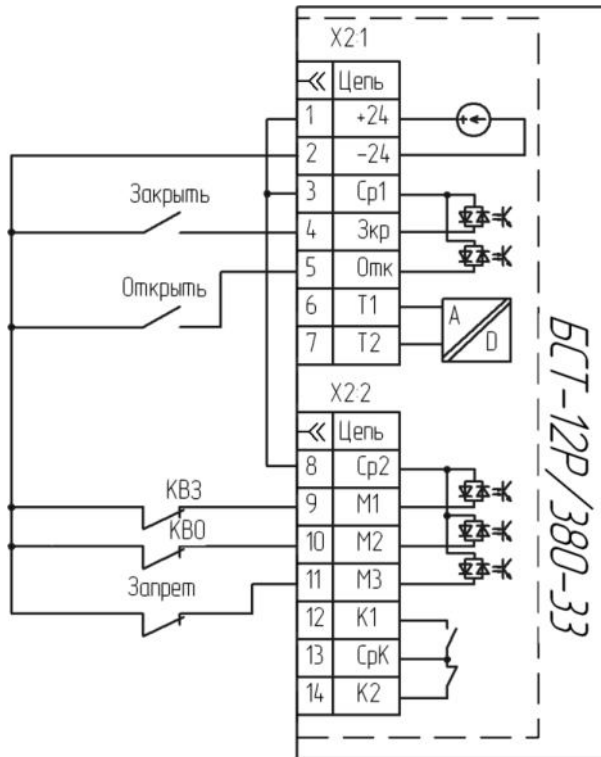 X2:1
Цепь
1 +24
2 -24
3 Ср1
Закрыть
4 Зкр
5 Отк
Открыть
6 Т1
7 Т2
A
D
X2:2
Цепь
8 Ср2
КВЗ
9 М1
КВО
10 М2
Запрет
11 М3
12 К1
13 СрК
14 К2
БСТ-12Р/380-33